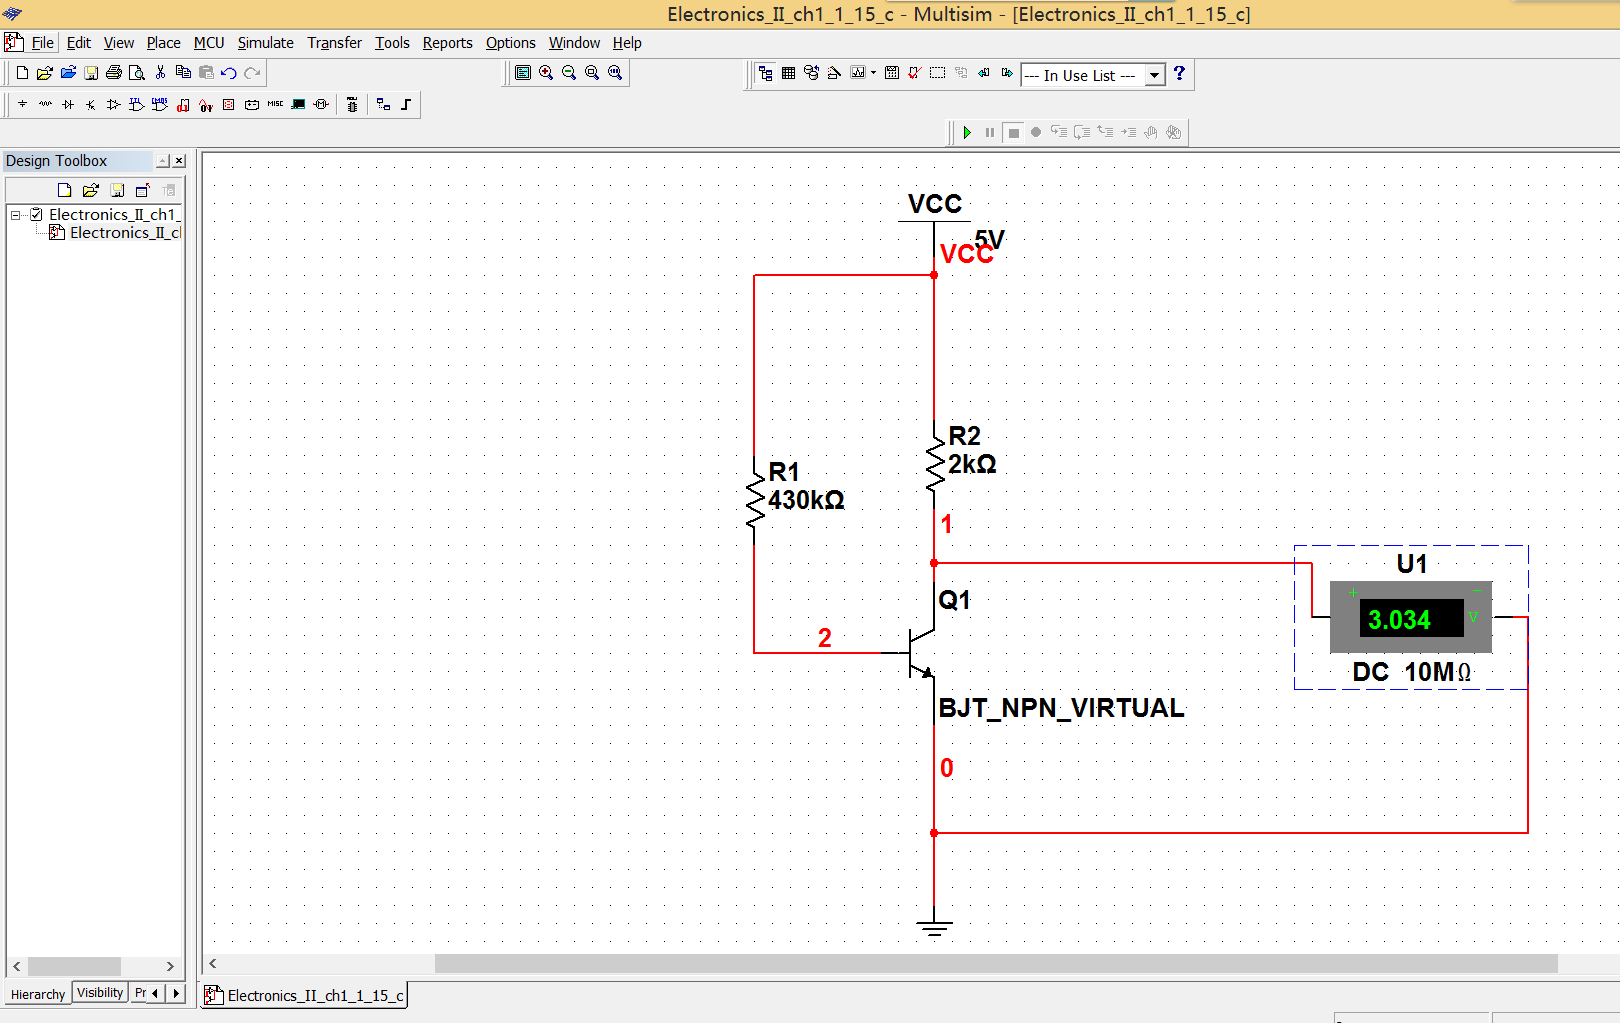 Electronics_II_ch1_1_15_c - Multisim - [Electronics_II_ch1_1_15_c]
File Edit View Place MCU Simulate Transfer Tools Reports Options Window Help
--- In Use List --- ?
MISC
Design Toolbox
Electronics_II_ch1_
Electronics_II_cl
VCC
5V
VCC
R2
2kΩ
R1
430kΩ
1
U1
Q1
+ -
3.034 V
2
DC 10MΩ
BJT_NPN_VIRTUAL
0
Hierarchy Visibility Pr
Electronics_II_ch1_1_15_c